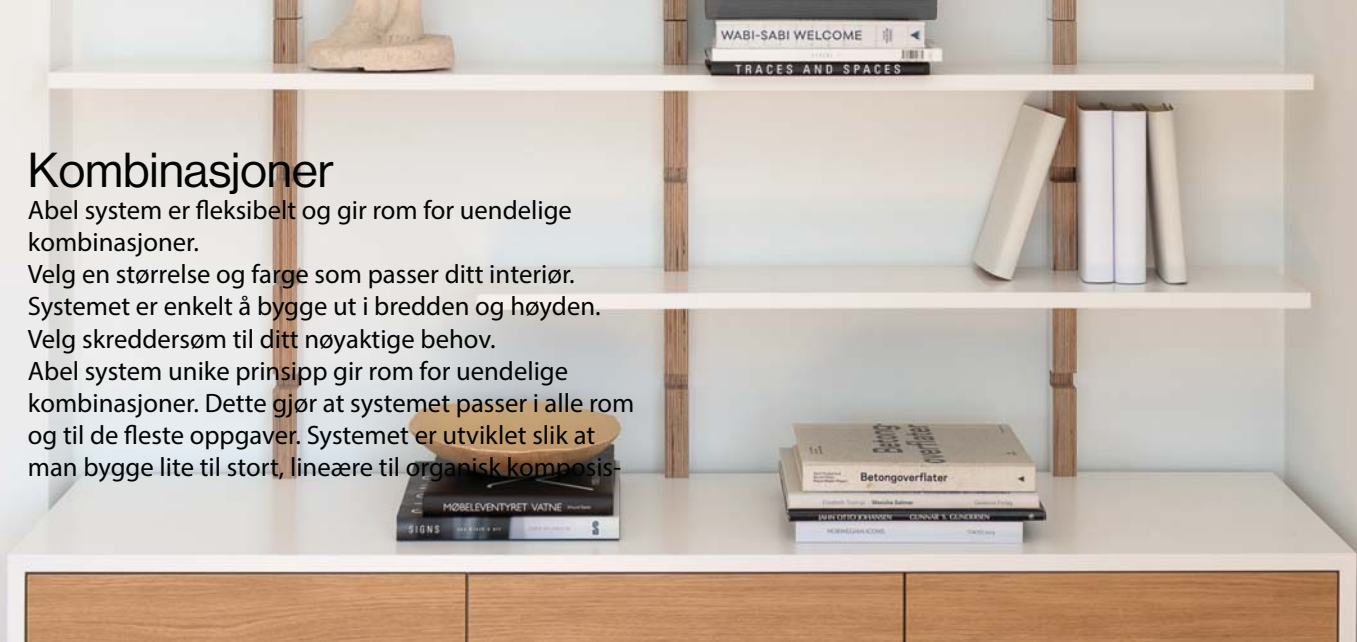 WABI-SABI WELCOME
TRACES AND SPACES
Kombinasjoner
Abel system er fleksibelt og gir rom for uendelige
kombinasjoner.
Velg en størrelse og farge som passer ditt interiør.
Systemet er enkelt å bygge ut i bredden og høyden.
Velg skreddersøm til ditt nøyaktige behov.
Abel system unike prinsipp gir rom for uendelige
kombinasjoner. Dette gjør at systemet passer i alle rom
og til de fleste oppgaver. Systemet er utviklet slik at
man bygge lite til stort, lineære til organisk komposis-
Betong-
overflater
Betongoverflater
MØBELEVENTYRET VATNE
SIGNS
SIGNS
JAHN OTTO JOHANSEN GUNNAR S. GUNDERSEN
NORWEGIAN ICONS